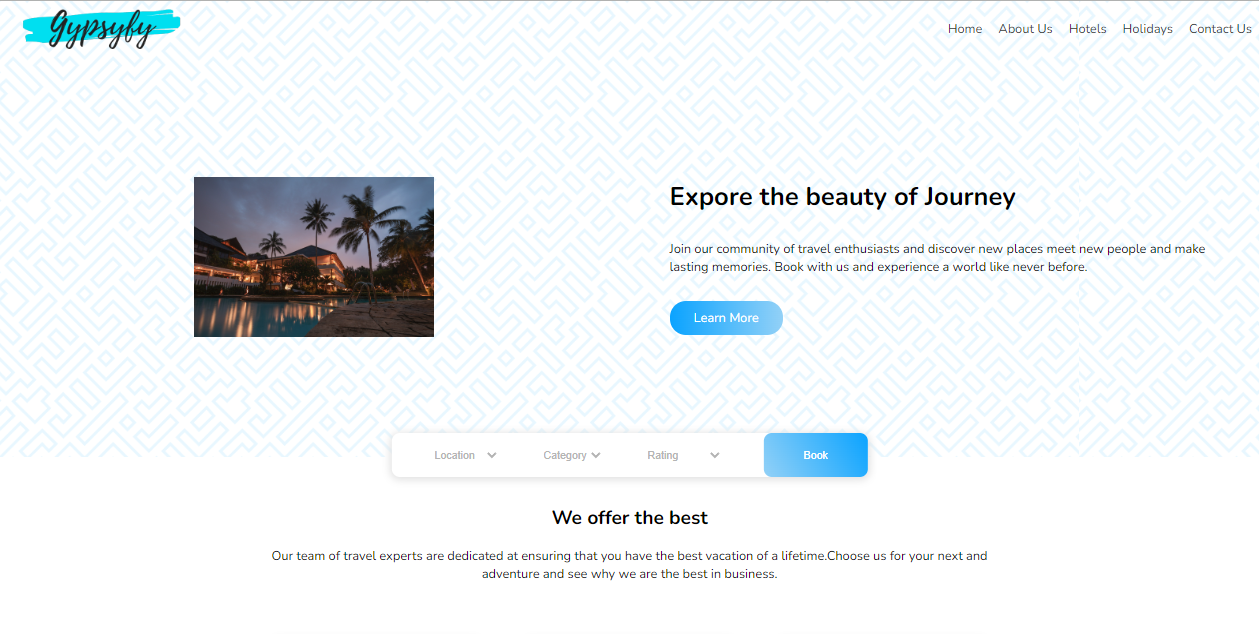 Gypsyfy
Home About Us Hotels Holidays Contact Us
Expore the beauty of Journey
Join our community of travel enthusiasts and discover new places meet new people and make
lasting memories. Book with us and experience a world like never before.
Learn More
Location Category Rating Book
We offer the best
Our team of travel experts are dedicated at ensuring that you have the best vacation of a lifetime.Choose us for your next and
adventure and see why we are the best in business.